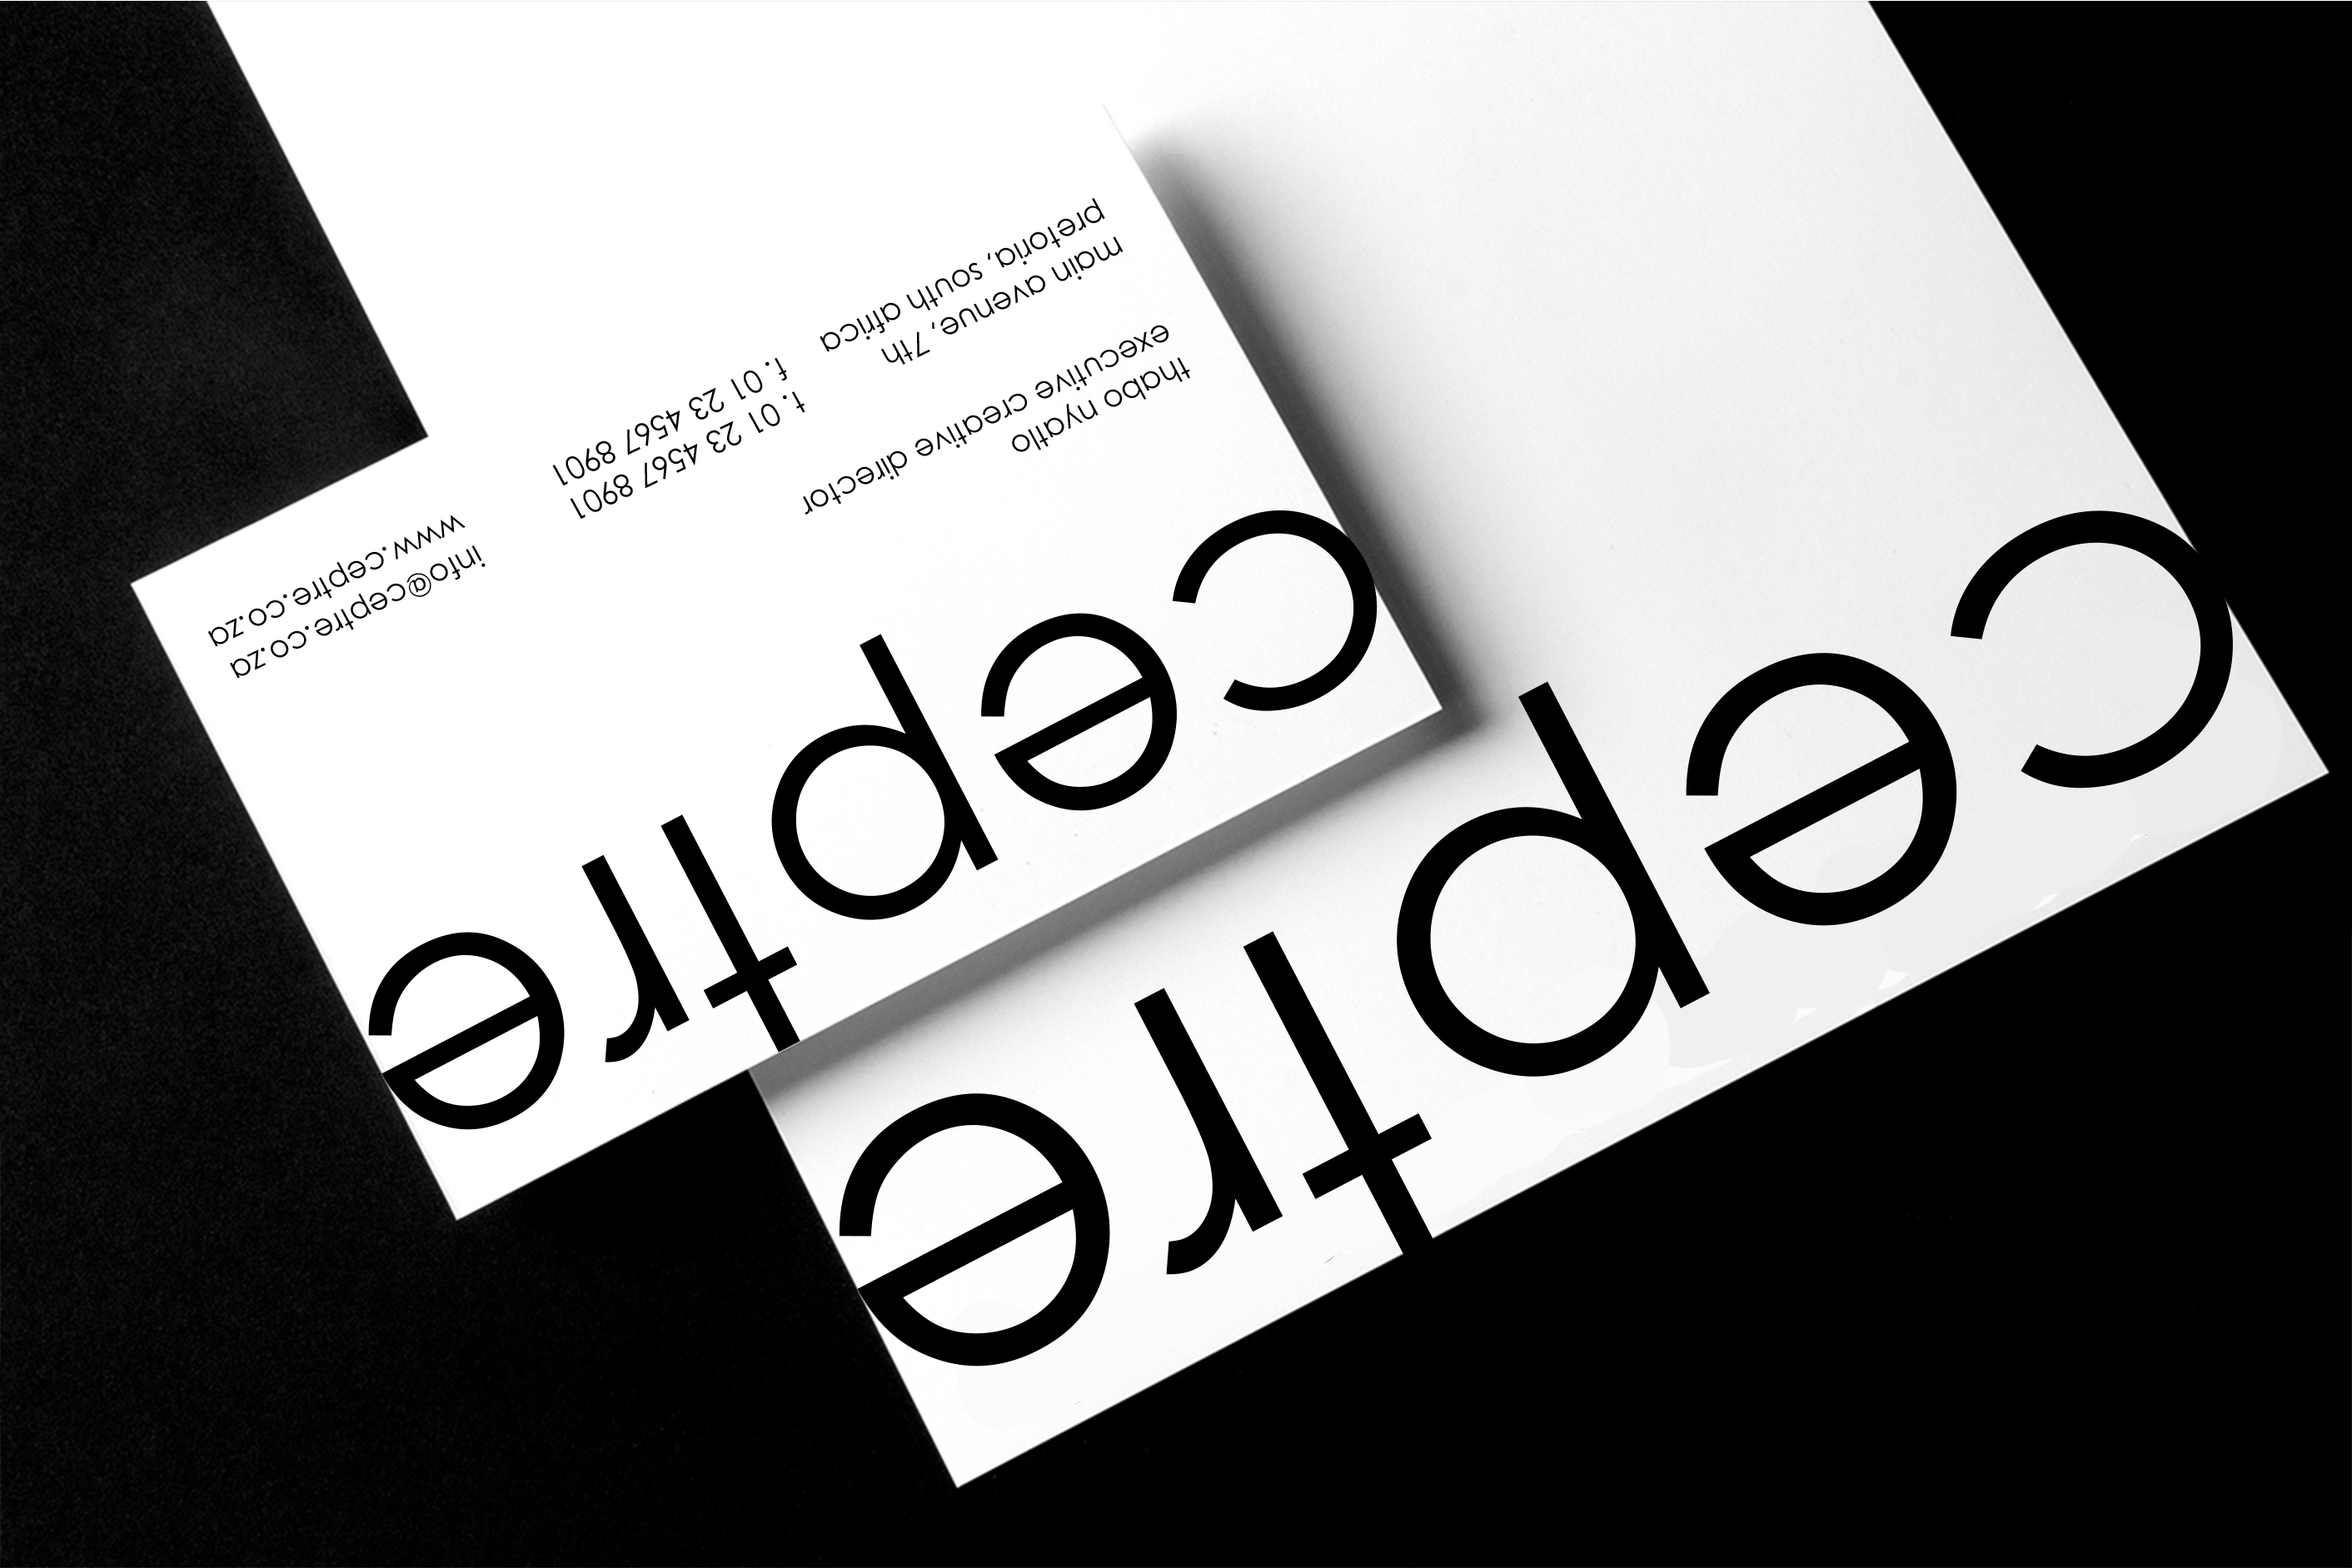 ceptre
ceptre
thabo nyatlo
executive creative director
main avenue, 7th
pretoria, south africa
t. 01 23 4567 8901
f. 01 23 4567 8901
info@ceptre.co.za
www.ceptre.co.za